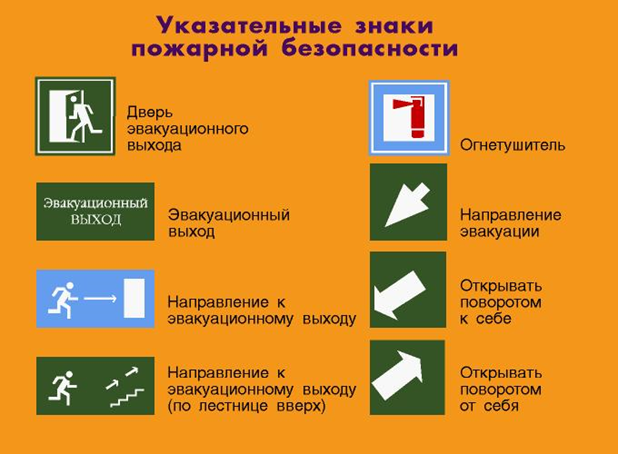 Указательные знаки
пожарной безопасности
Дверь
эвакуационного
выхода
Эвакуационный
ВЫХОД
Эвакуационный
выход
Направление к
эвакуационному выходу
Направление к
эвакуационному выходу
(по лестнице вверх)
Огнетушитель
Направление
эвакуации
Открывать
поворотом
к себе
Открывать
поворотом
от себя